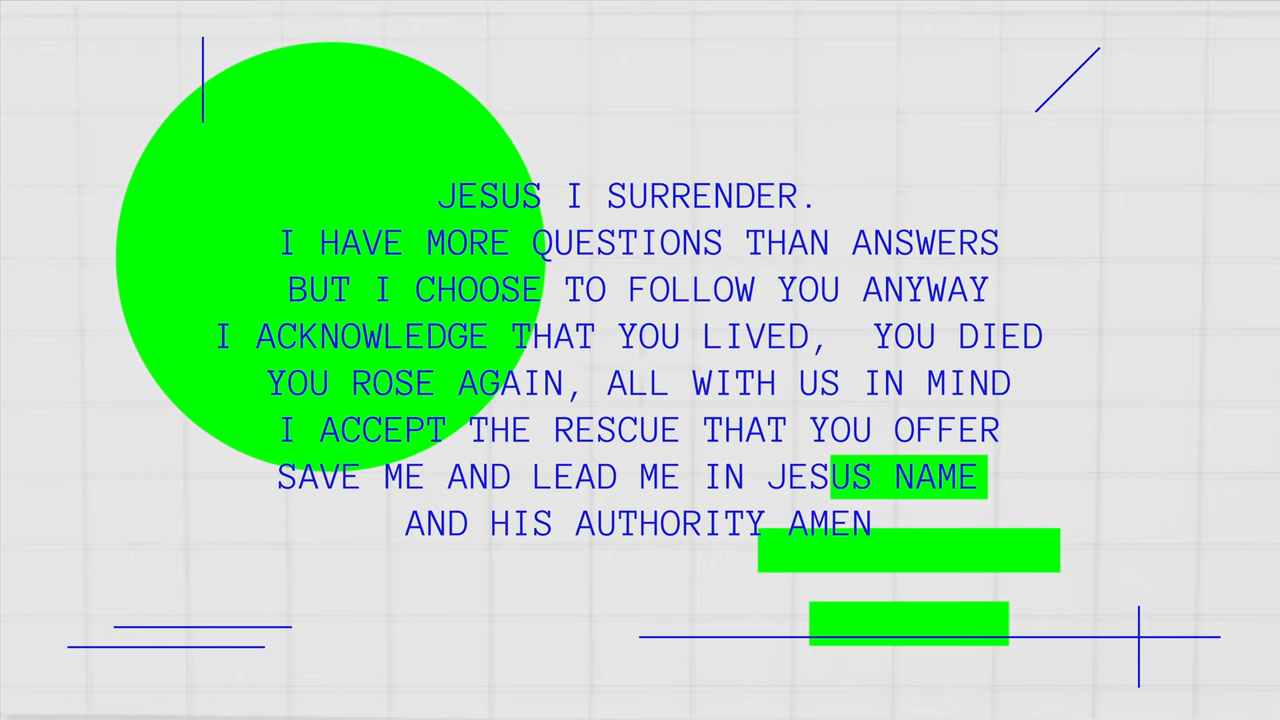 JESUS I SURRENDER.
I HAVE MORE QUESTIONS THAN ANSWERS
BUT I CHOOSE TO FOLLOW YOU ANYWAY
I ACKNOWLEDGE THAT YOU LIVED,  YOU DIED
YOU ROSE AGAIN, ALL WITH US IN MIND
I ACCEPT THE RESCUE THAT YOU OFFER
SAVE ME AND LEAD ME IN JESUS NAME
AND HIS AUTHORITY AMEN